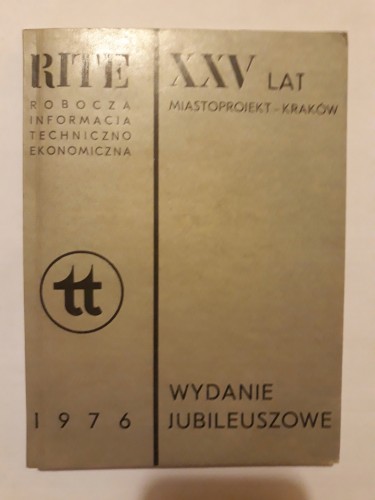 RITE
ROBOCZA
INFORMACJA
TECHNICZNO
EKONOMICZNA
tt
1976
XXV LAT
MIASTOPROJEKT-KRAKÓW
WYDANIE
JUBILEUSZOWE